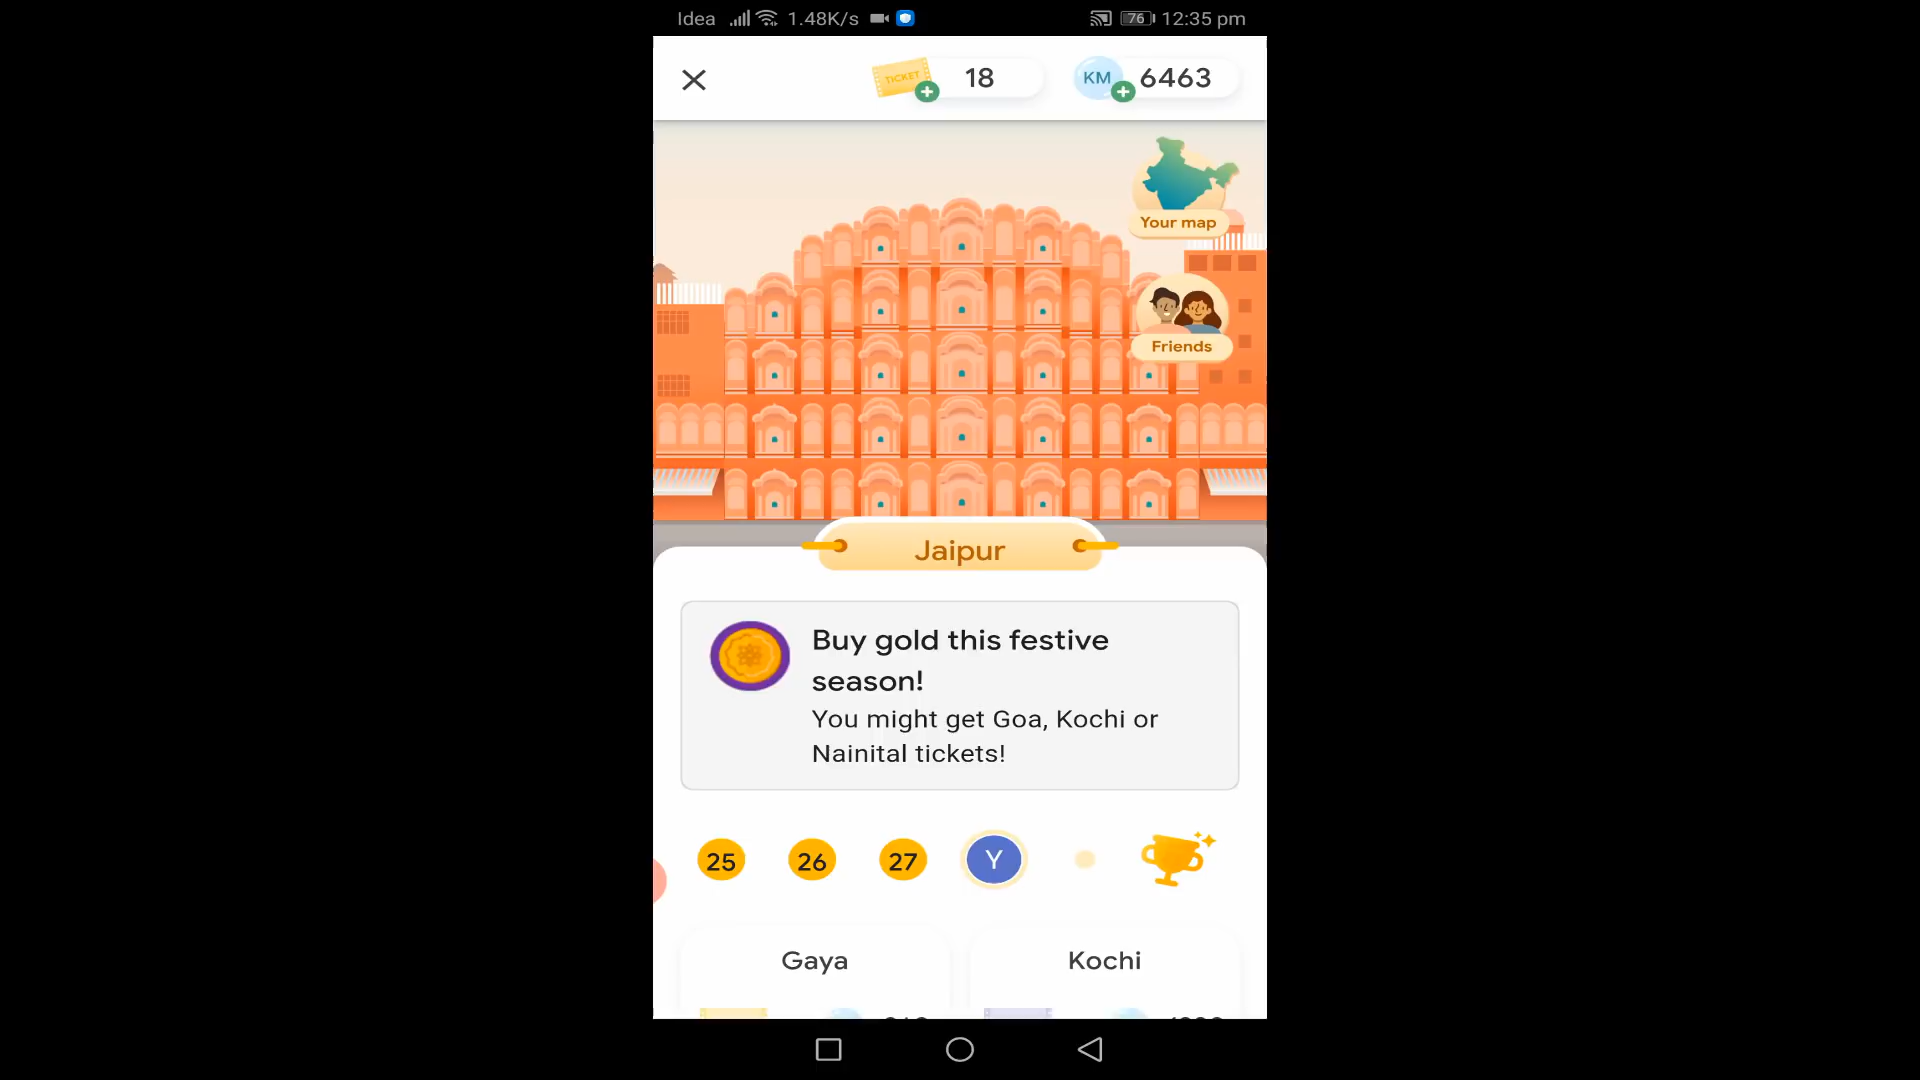 Idea 1.48K/s 76 12:35 pm
TICKET 18 KM 6463
Your map
Friends
Jaipur
Buy gold this festive
season!
You might get Goa, Kochi or
Nainital tickets!
25 26 27 Y
Gaya Kochi